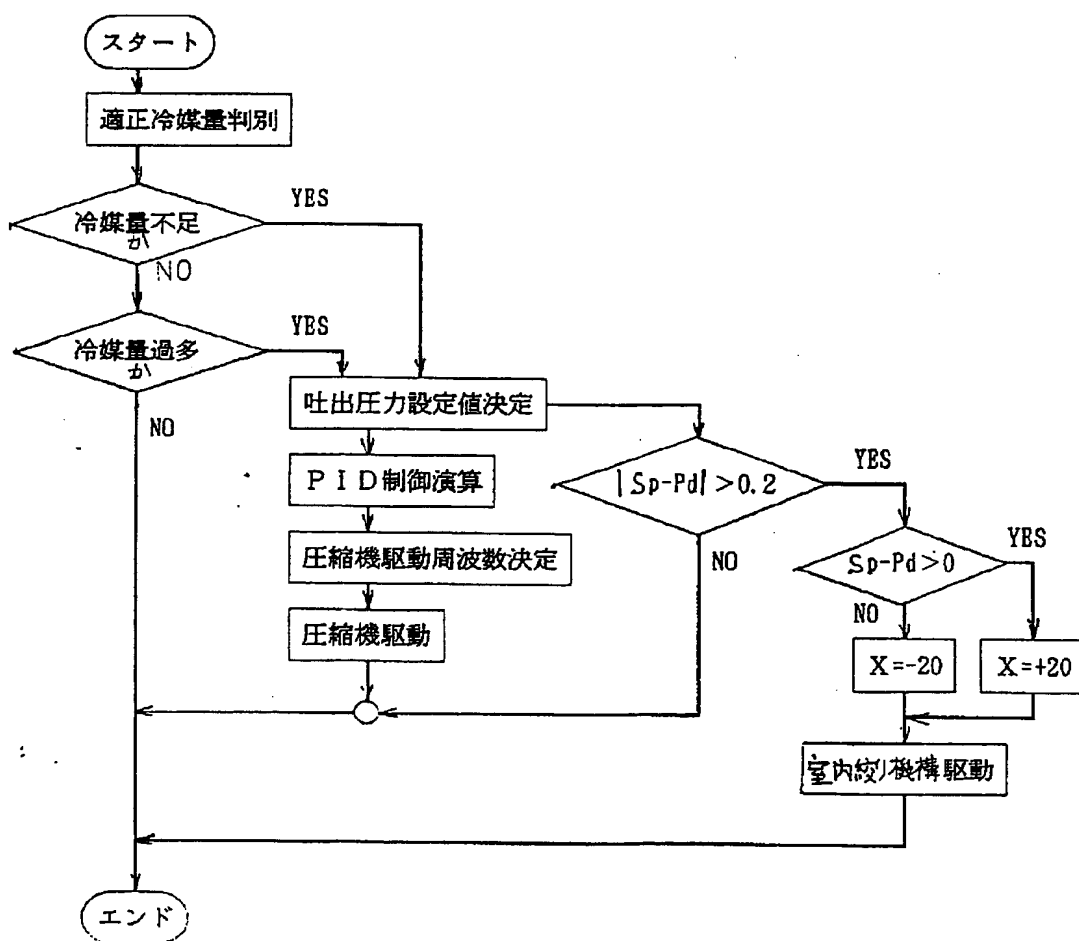 スタート
適正冷媒量判別
冷媒量不足
か
YES
NO
冷媒量過多
か
YES
NO
吐出圧力設定値決定
PID制御演算
圧縮機駆動周波数決定
圧縮機駆動
|Sp-Pd|>0.2
YES
NO
Sp-Pd>0
YES
NO
X=-20
X=+20
室内絞り機構駆動
エンド